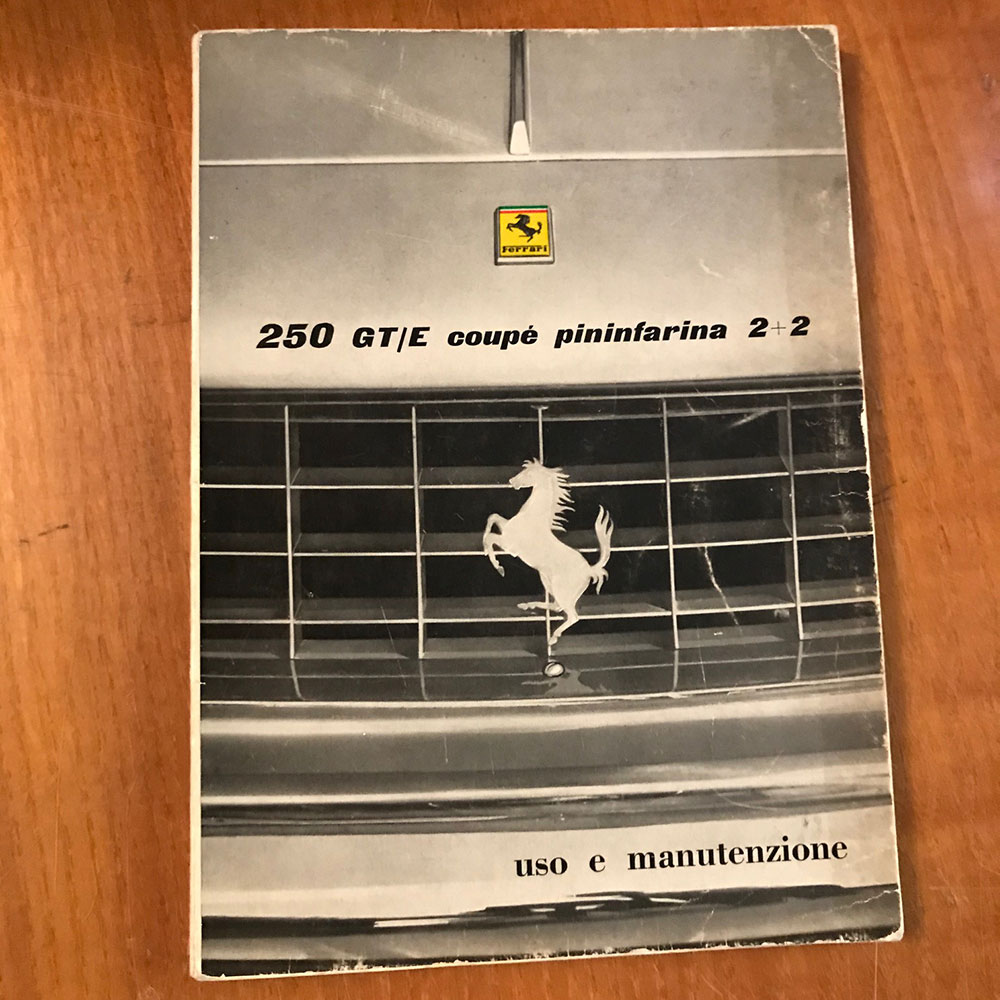 Ferrari
250 GT/E coupé pininfarina 2+2
uso e manutenzione